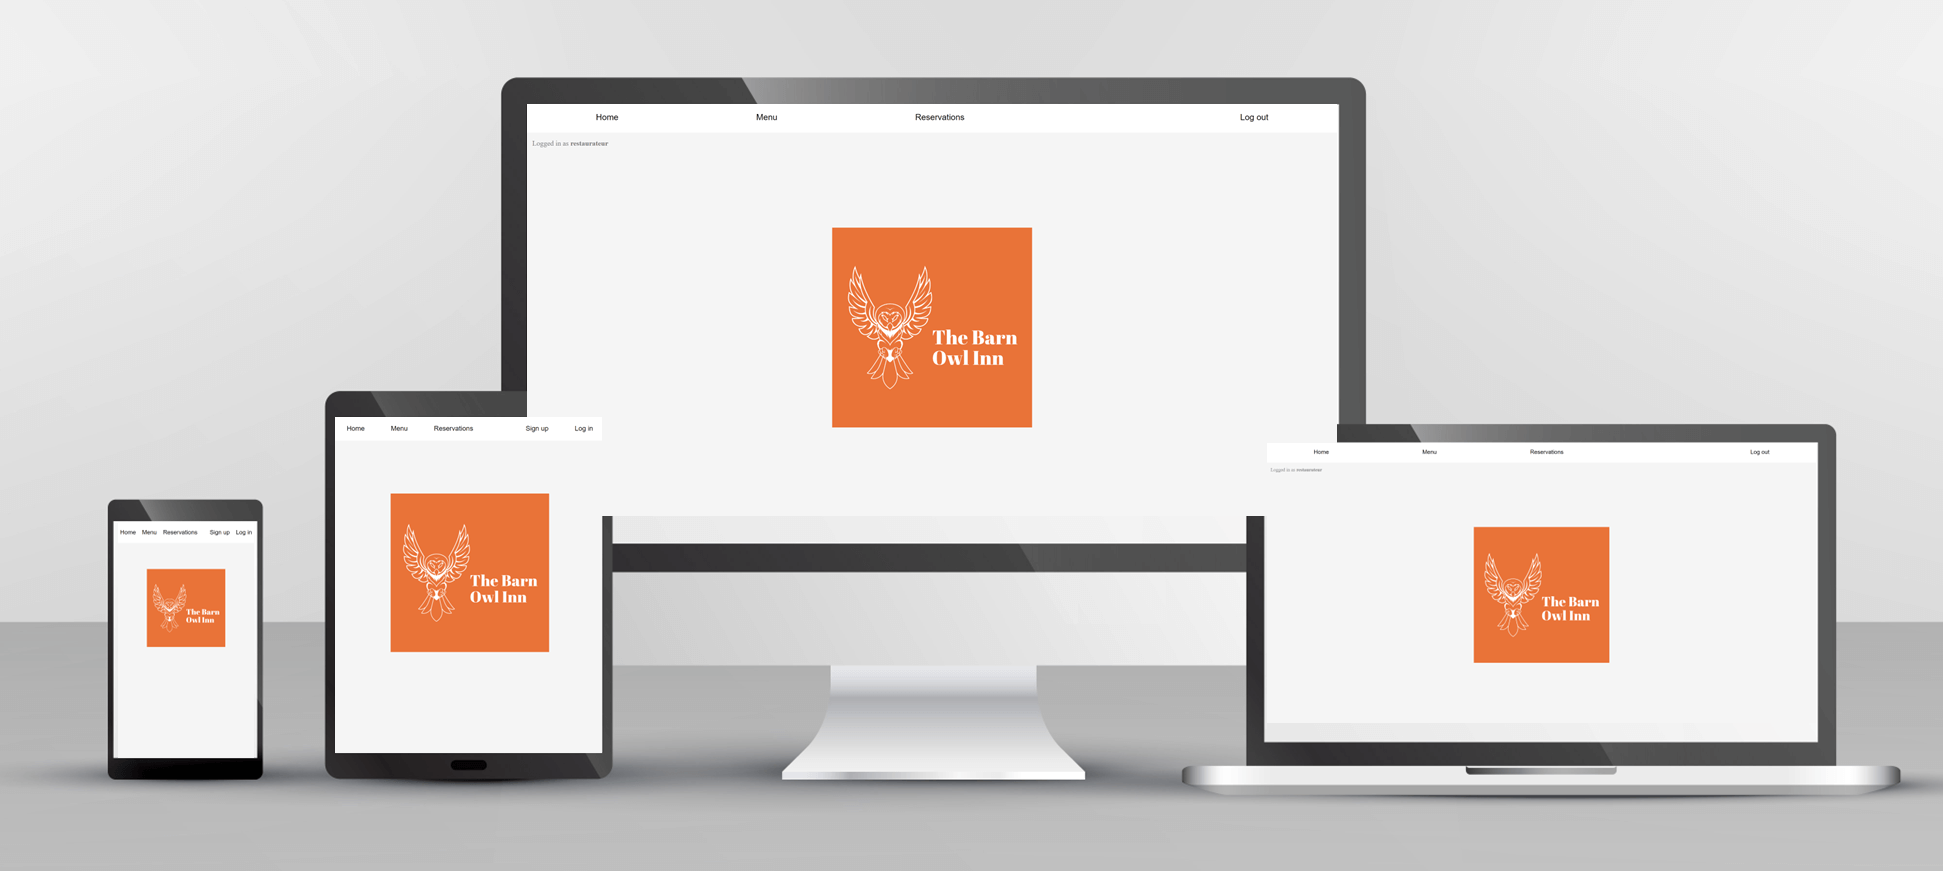 Home Menu Reservations Log out
Logged in as restaurateur
The Barn
Owl Inn
Home Menu Reservations Sign up Log in
The Barn
Owl Inn
Home Menu Reservations Sign up Log in
The Barn
Owl Inn
Home Menu Reservations Log out
Logged in as restaurateur
The Barn
Owl Inn